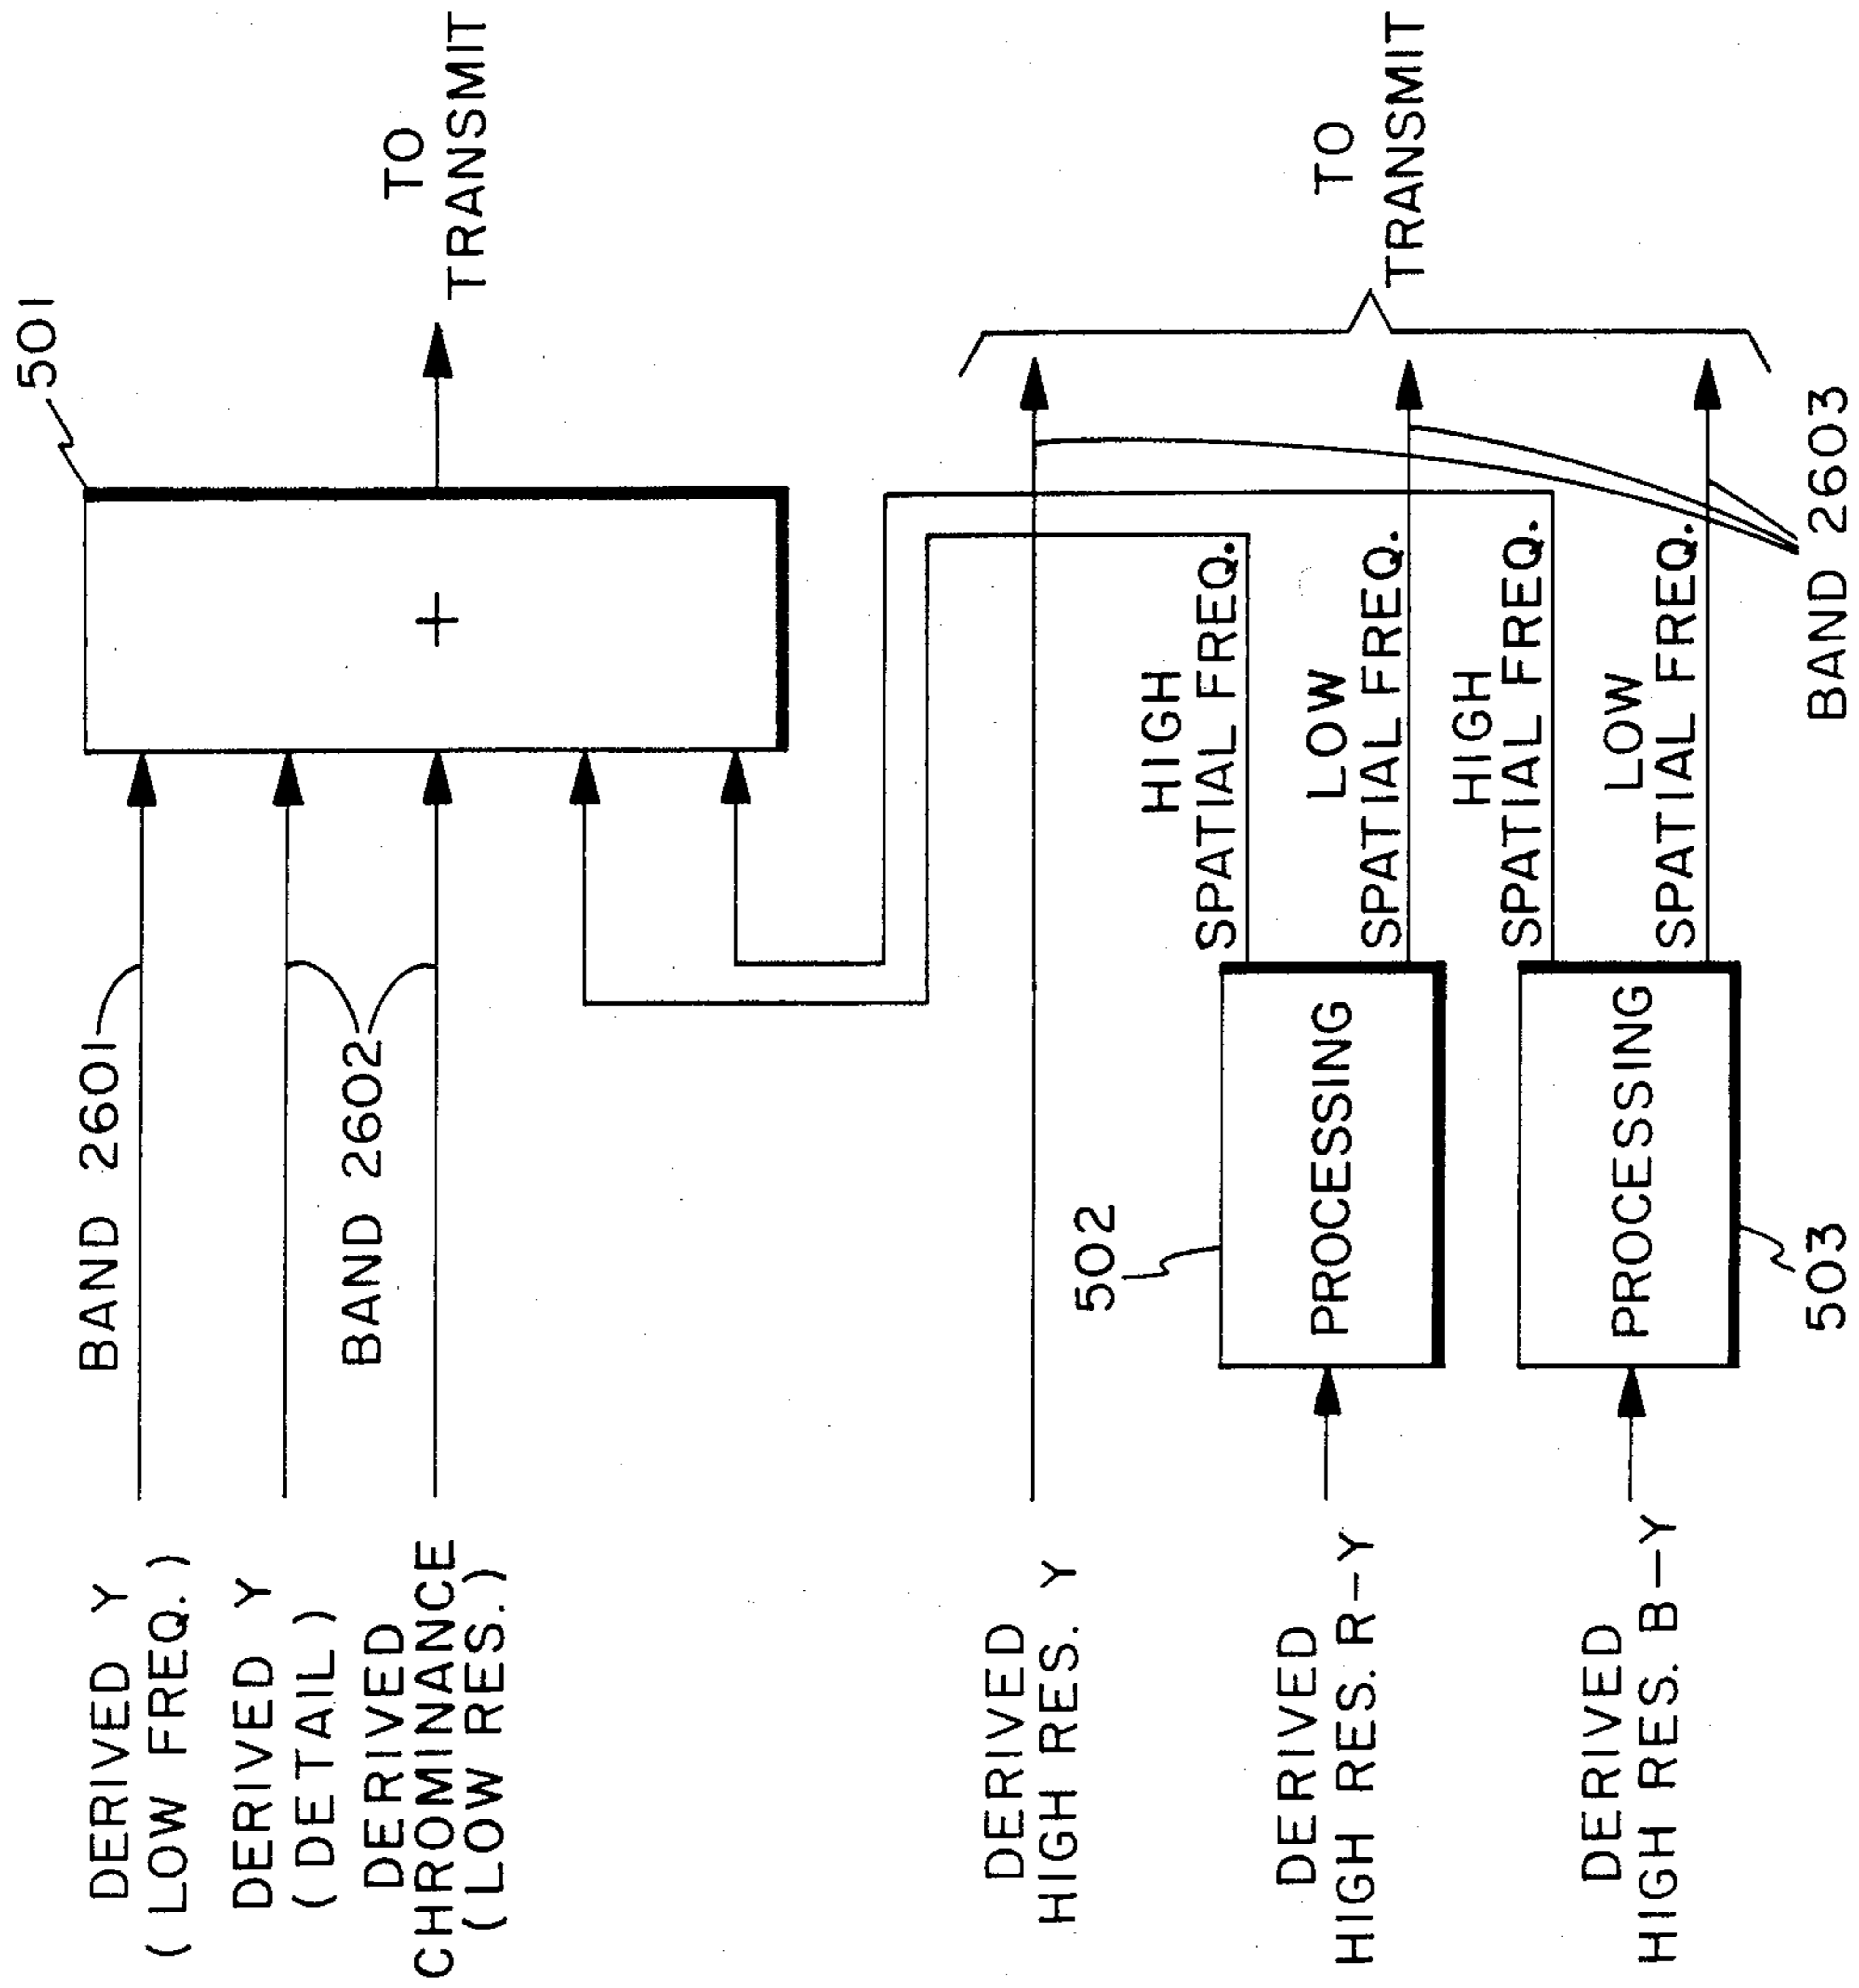 501
BAND 2601
BAND 2602
DERIVED Y
( LOW FREQ. )
DERIVED Y
( DETAIL )
DERIVED
CHROMINANCE
( LOW RES. )
+
TO
TRANSMIT
DERIVED
HIGH RES. Y
DERIVED
HIGH RES. R-Y
DERIVED
HIGH RES. B-Y
502
PROCESSING
PROCESSING
503
HIGH
SPATIAL FREQ.
LOW
SPATIAL FREQ.
HIGH
SPATIAL FREQ.
LOW
SPATIAL FREQ.
TO
TRANSMIT
BAND 2603